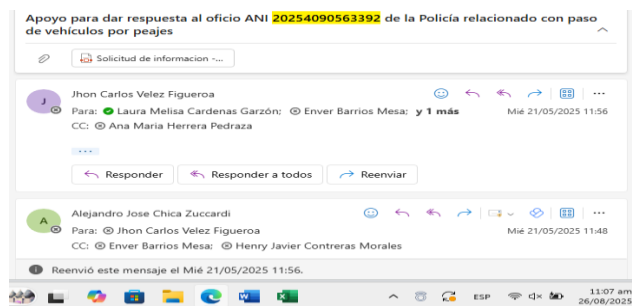 Apoyo para dar respuesta al oficio ANI 20254090563392 de la Policía relacionado con paso
de vehículos por peajes
Solicitud de informacion -...
J
Jhon Carlos Velez Figueroa
Para: Laura Melisa Cardenas Garzón; Enver Barrios Mesa; y 1 más
Mié 21/05/2025 11:56
CC: Ana Maria Herrera Pedraza
...
Responder
Responder a todos
Reenviar
A
Alejandro Jose Chica Zuccardi
Para: Jhon Carlos Velez Figueroa
Mié 21/05/2025 11:48
CC: Enver Barrios Mesa; Henry Javier Contreras Morales
Reenvió este mensaje el Mié 21/05/2025 11:56.
ESP
11:07 am
26/08/2025